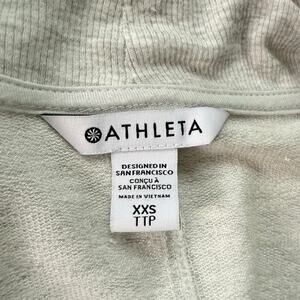 ATHLETA
DESIGNED IN
SAN FRANCISCO
CONÇU À
SAN FRANCISCO
MADE IN VIETNAM
XXS
TTP